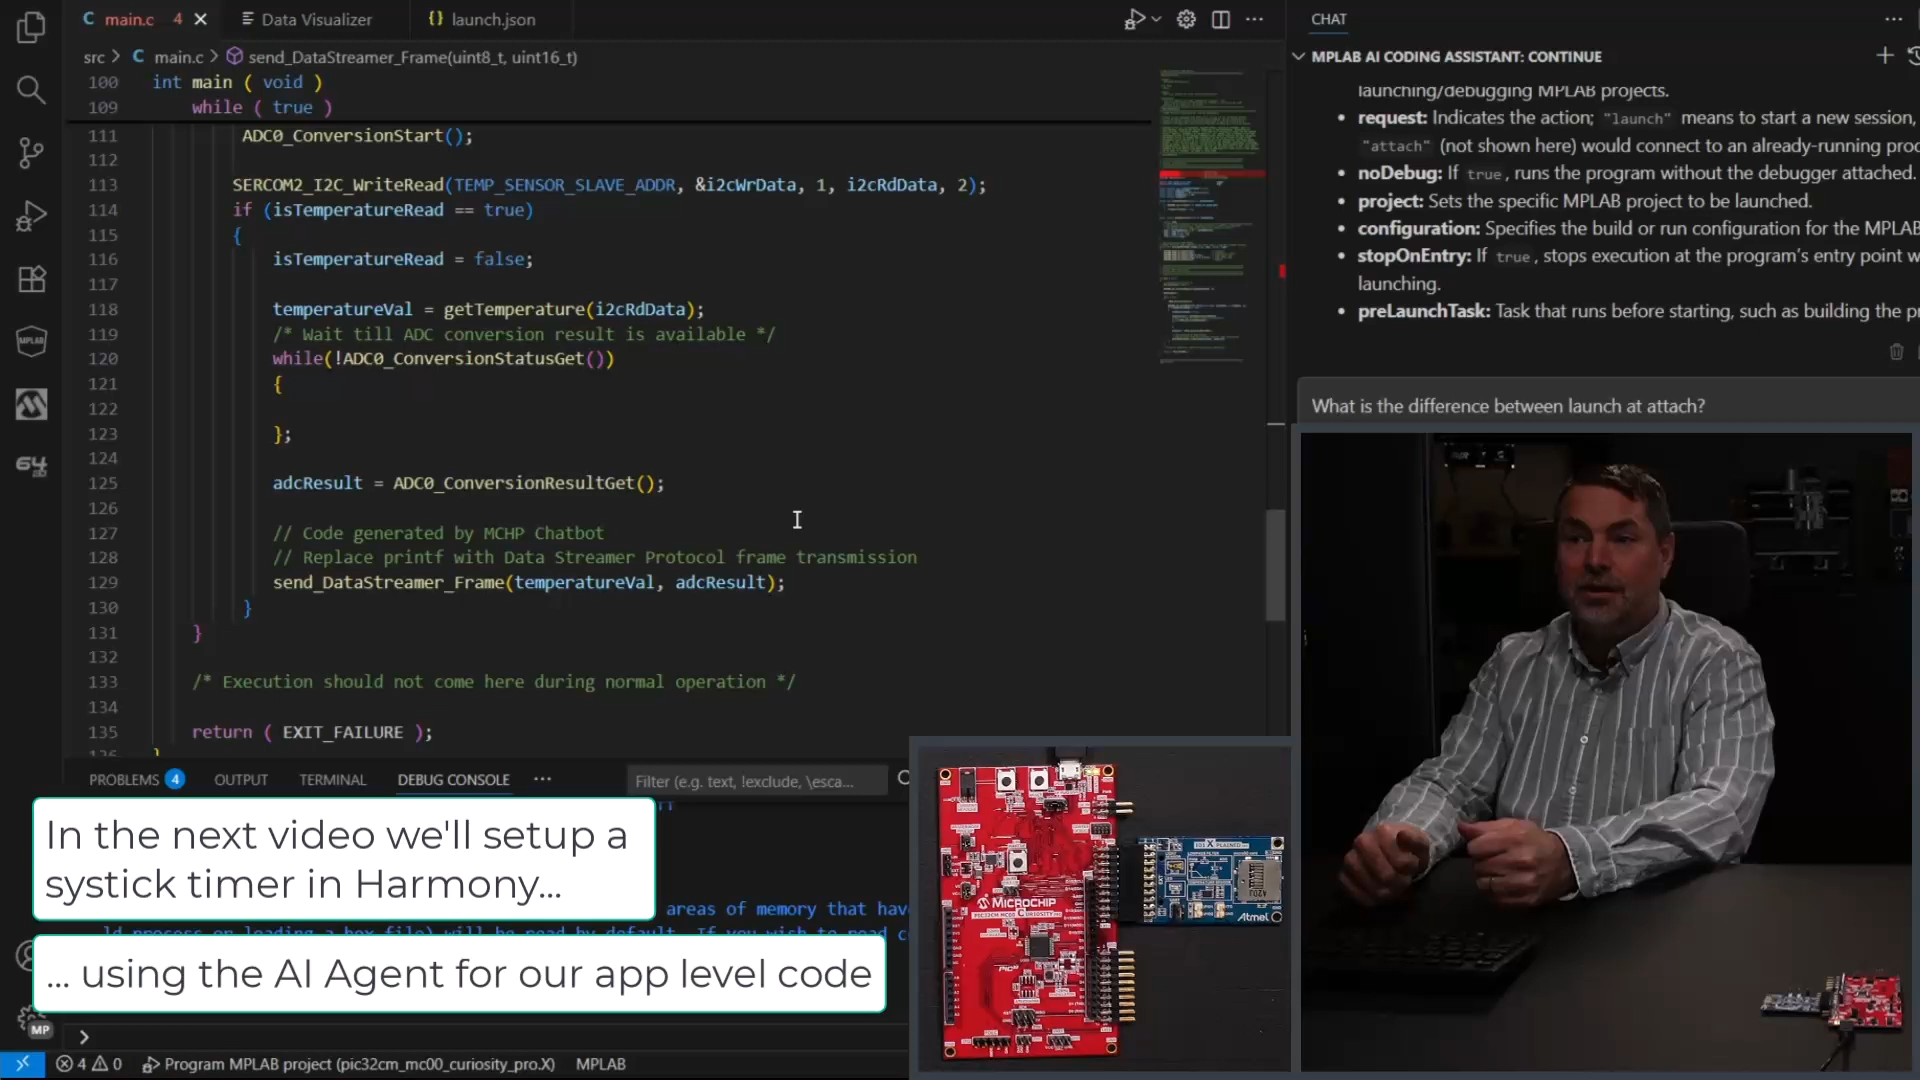 main.c 4
Data Visualizer
launch.json
src > C main.c > send_DataStreamer_Frame(uint8_t, uint16_t)
100 int main ( void )
109 while ( true )
111 ADC0_ConversionStart();
112
113 SERCOM2_I2C_WriteRead(TEMP_SENSOR_SLAVE_ADDR, &i2cWrData, 1, i2cRdData, 2);
114 if (isTemperatureRead == true)
115 {
116 isTemperatureRead = false;
117
118 temperatureVal = getTemperature(i2cRdData);
119 /* Wait till ADC conversion result is available */
120 while(!ADC0_ConversionStatusGet())
121 {
122
123 };
124
125 adcResult = ADC0_ConversionResultGet();
126
127 // Code generated by MCHP Chatbot
128 // Replace printf with Data Streamer Protocol frame transmission
129 send_DataStreamer_Frame(temperatureVal, adcResult);
130 }
131 }
132
133 /* Execution should not come here during normal operation */
134
135 return ( EXIT_FAILURE );
CHAT
MPLAB AI CODING ASSISTANT: CONTINUE
launching/debugging MPLAB projects.
• request: Indicates the action; "launch" means to start a new session,
"attach" (not shown here) would connect to an already-running
• noDebug: If true, runs the program without the debugger attached.
• project: Sets the specific MPLAB project to be launched.
• configuration: Specifies the build or run configuration for the MPLAB
• stopOnEntry: If true, stops execution at the program's entry point
launching.
• preLaunchTask: Task that runs before starting, such as building the
What is the difference between launch at attach?
PROBLEMS 4 OUTPUT TERMINAL DEBUG CONSOLE
Filter (e.g. text, !exclude, \esca...
In the next video we'll setup a
systick timer in Harmony...
areas of memory that
... using the AI Agent for our app level code
MP
4 0 Program MPLAB project (pic32cm_mc00_curiosity_pro.X) MPLAB
MICROCHIP
Atmel